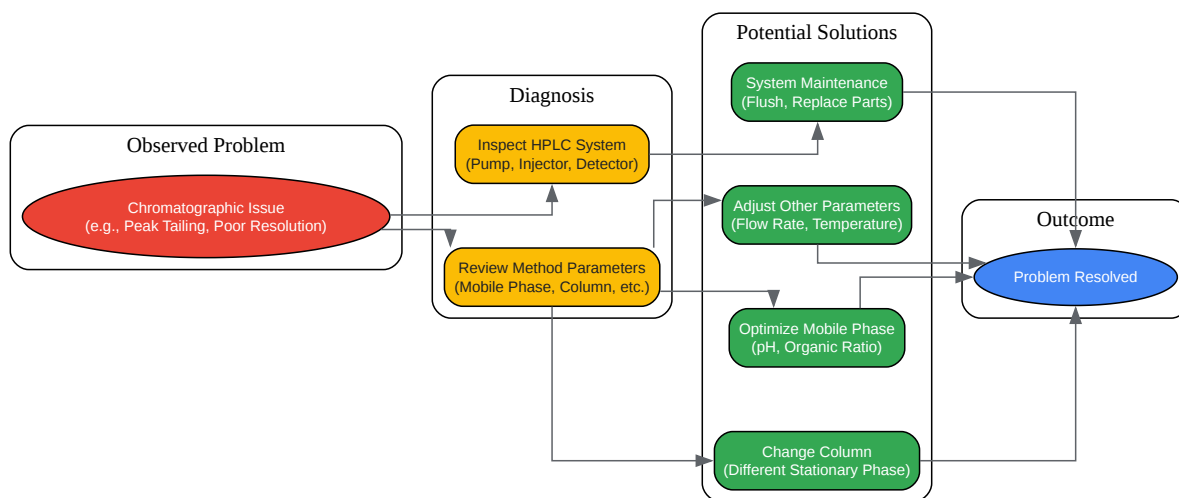 Observed Problem
Chromatographic Issue
(e.g., Peak Tailing, Poor Resolution)
Diagnosis
Inspect HPLC System
(Pump, Injector, Detector)
Review Method Parameters
(Mobile Phase, Column, etc.)
Potential Solutions
System Maintenance
(Flush, Replace Parts)
Adjust Other Parameters
(Flow Rate, Temperature)
Optimize Mobile Phase
(pH, Organic Ratio)
Change Column
(Different Stationary Phase)
Outcome
Problem Resolved